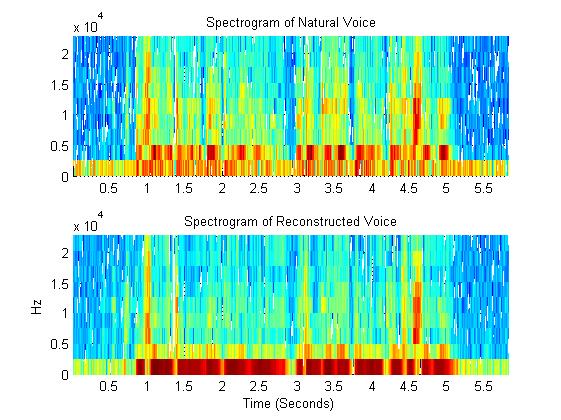 Spectrogram of Natural Voice
x 10^4
2
1.5
1
0.5
0
0.5 1 1.5 2 2.5 3 3.5 4 4.5 5 5.5
Spectrogram of Reconstructed Voice
x 10^4
2
1.5
1
0.5
0
Hz
0.5 1 1.5 2 2.5 3 3.5 4 4.5 5 5.5
Time (Seconds)